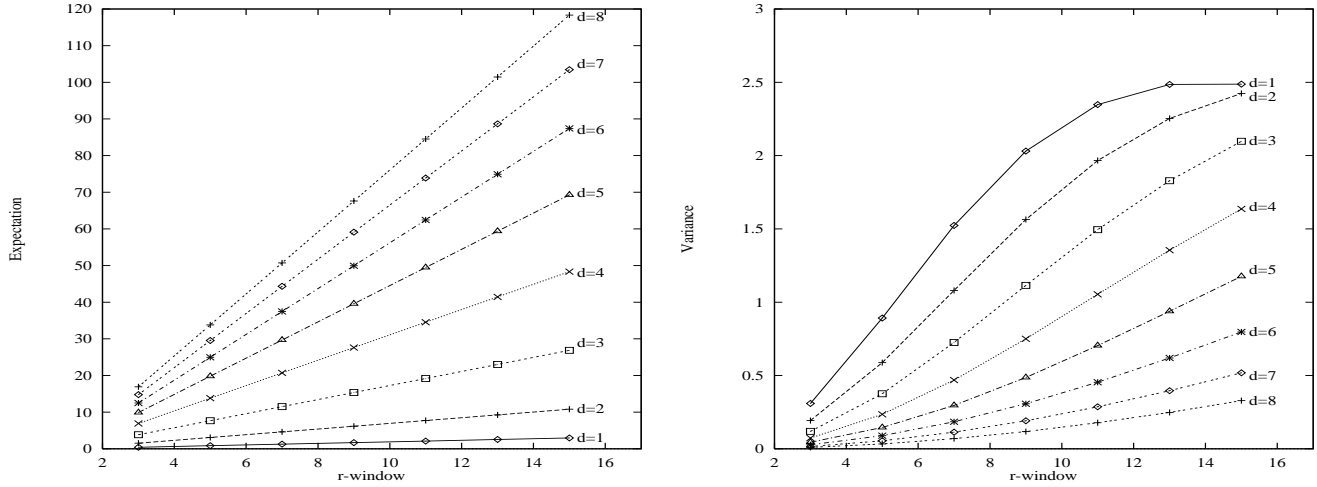 120
110
100
90
80
70
60
50
40
30
20
10
0
Expectation
d=8
d=7
d=6
d=5
d=4
d=3
d=2
d=1
2 4 6 8 10 12 14 16
r-window
3
2.5
2
1.5
1
0.5
0
Variance
d=1
d=2
d=3
d=4
d=5
d=6
d=7
d=8
2 4 6 8 10 12 14 16
r-window